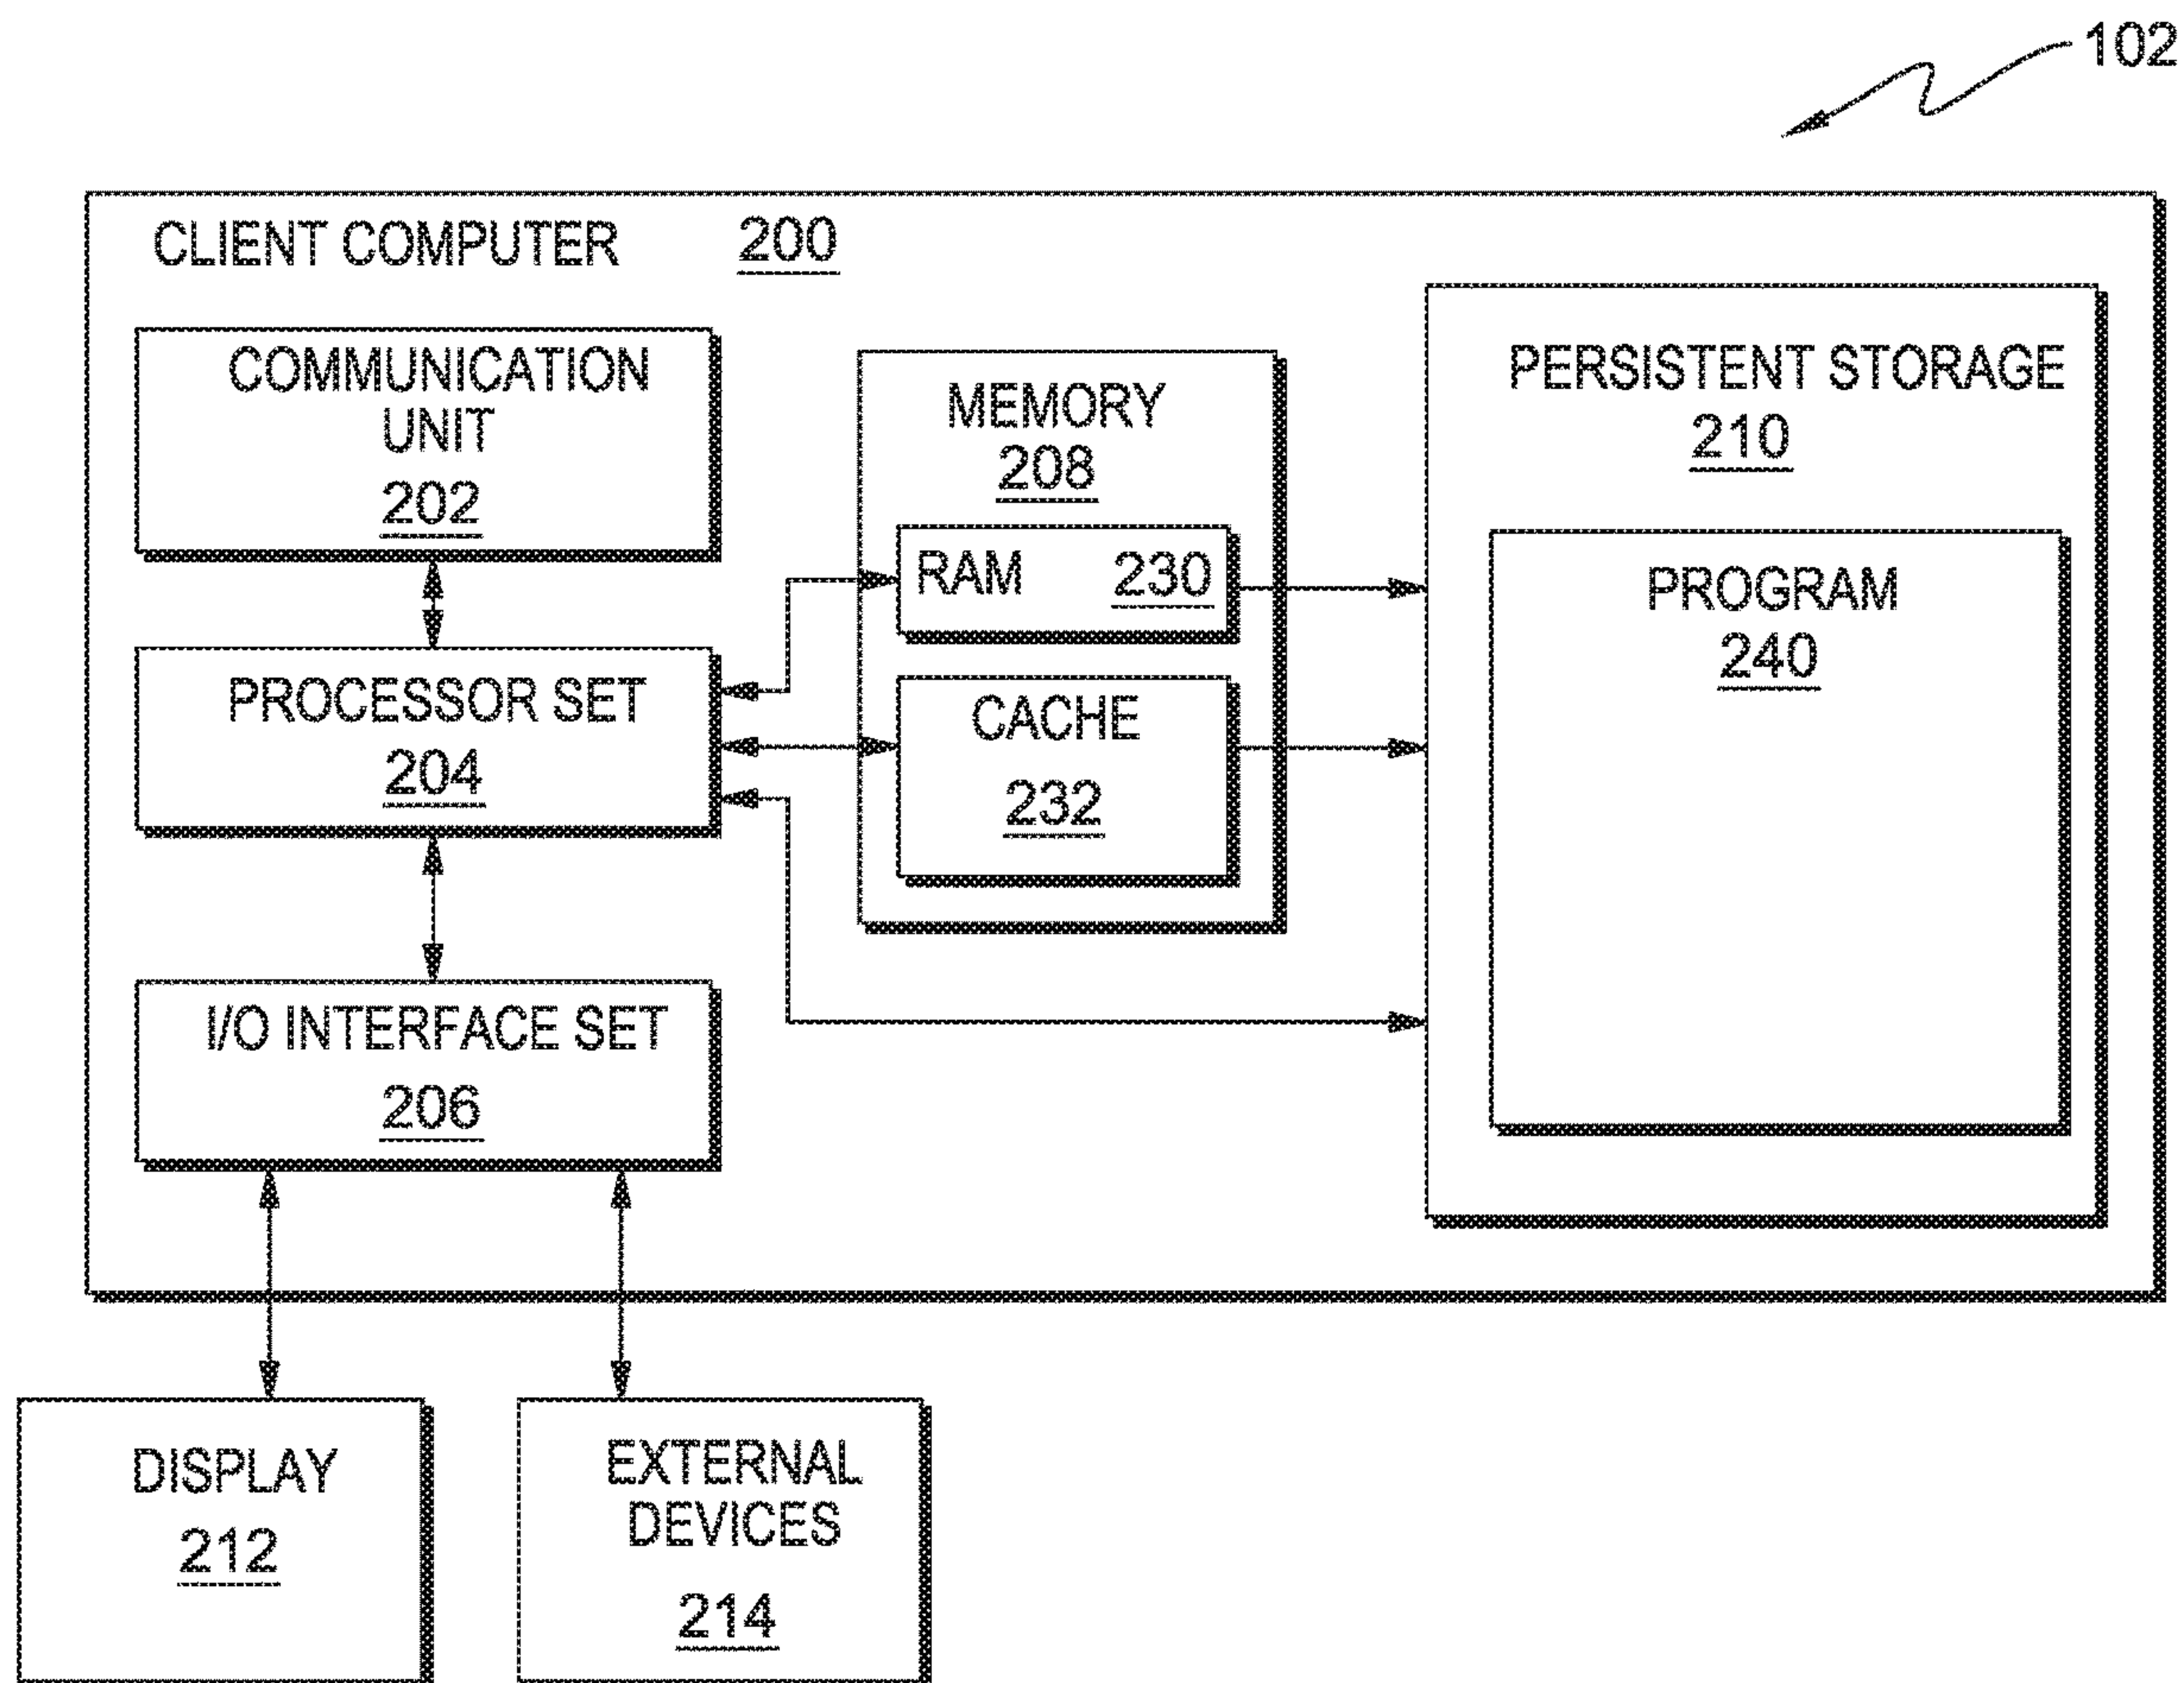 102
CLIENT COMPUTER 200
COMMUNICATION
UNIT
202
PROCESSOR SET
204
I/O INTERFACE SET
206
MEMORY
208
RAM 230
CACHE
232
PERSISTENT STORAGE
210
PROGRAM
240
DISPLAY
212
EXTERNAL
DEVICES
214